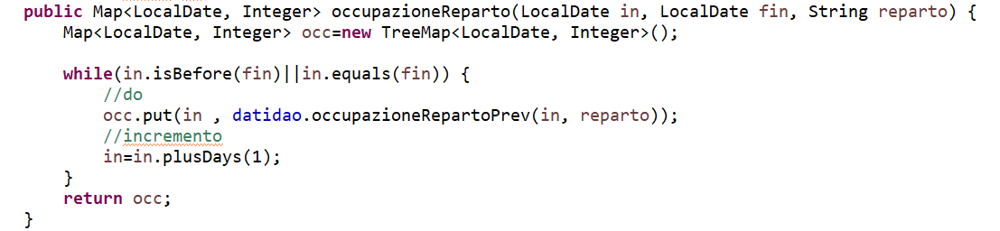 public Map<LocalDate, Integer> occupazioneReparto(LocalDate in, LocalDate fin, String reparto) {
Map<LocalDate, Integer> occ=new TreeMap<LocalDate, Integer>();
while(in.isBefore(fin)||in.equals(fin)) {
//do
occ.put(in , datidao.occupazioneRepartoPrev(in, reparto));
//incremento
in=in.plusDays(1);
}
return occ;
}